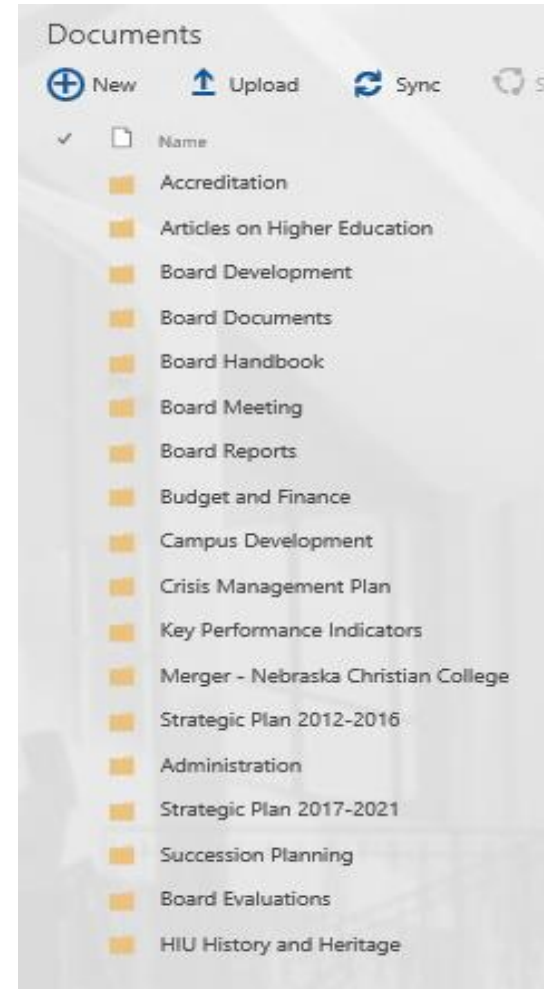 Documents
New Upload Sync S
Name
Accreditation
Articles on Higher Education
Board Development
Board Documents
Board Handbook
Board Meeting
Board Reports
Budget and Finance
Campus Development
Crisis Management Plan
Key Performance Indicators
Merger - Nebraska Christian College
Strategic Plan 2012-2016
Administration
Strategic Plan 2017-2021
Succession Planning
Board Evaluations
HIU History and Heritage